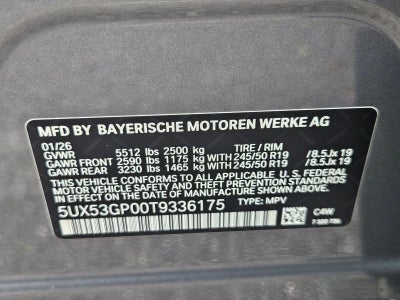 MFD BY BAYERISCHE MOTOREN WERKE AG
01/26
GVWR 5512 lbs 2500 kg TIRE / RIM
GAWR FRONT 2590 lbs 1175 kg WITH 245/50 R19 /8.5J x 19
GAWR REAR 3230 lbs 1465 kg WITH 245/50 R19 /8.5J x 19
THIS VEHICLE CONFORMS TO ALL APPLICABLE U.S. FEDERAL
MOTOR VEHICLE SAFETY, BUMPER, AND THEFT PREVENTION
STANDARDS IN EFFECT ON THE DATE OF MANUFACTURE SHOWN ABOVE.
5UX53GP00T9336175 TYPE: MPV
C4W